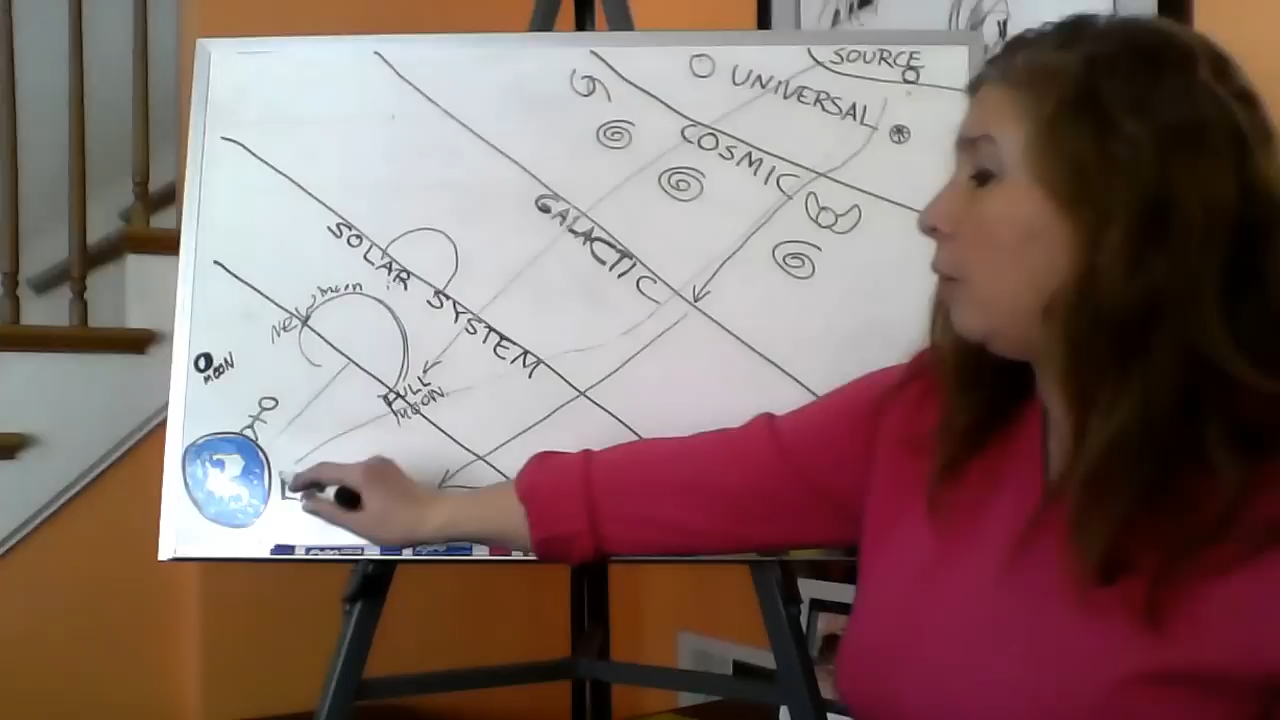 SOURCE
UNIVERSAL
COSMIC
GALACTIC
SOLAR SYSTEM
New moon
FULL
MOON
MOON